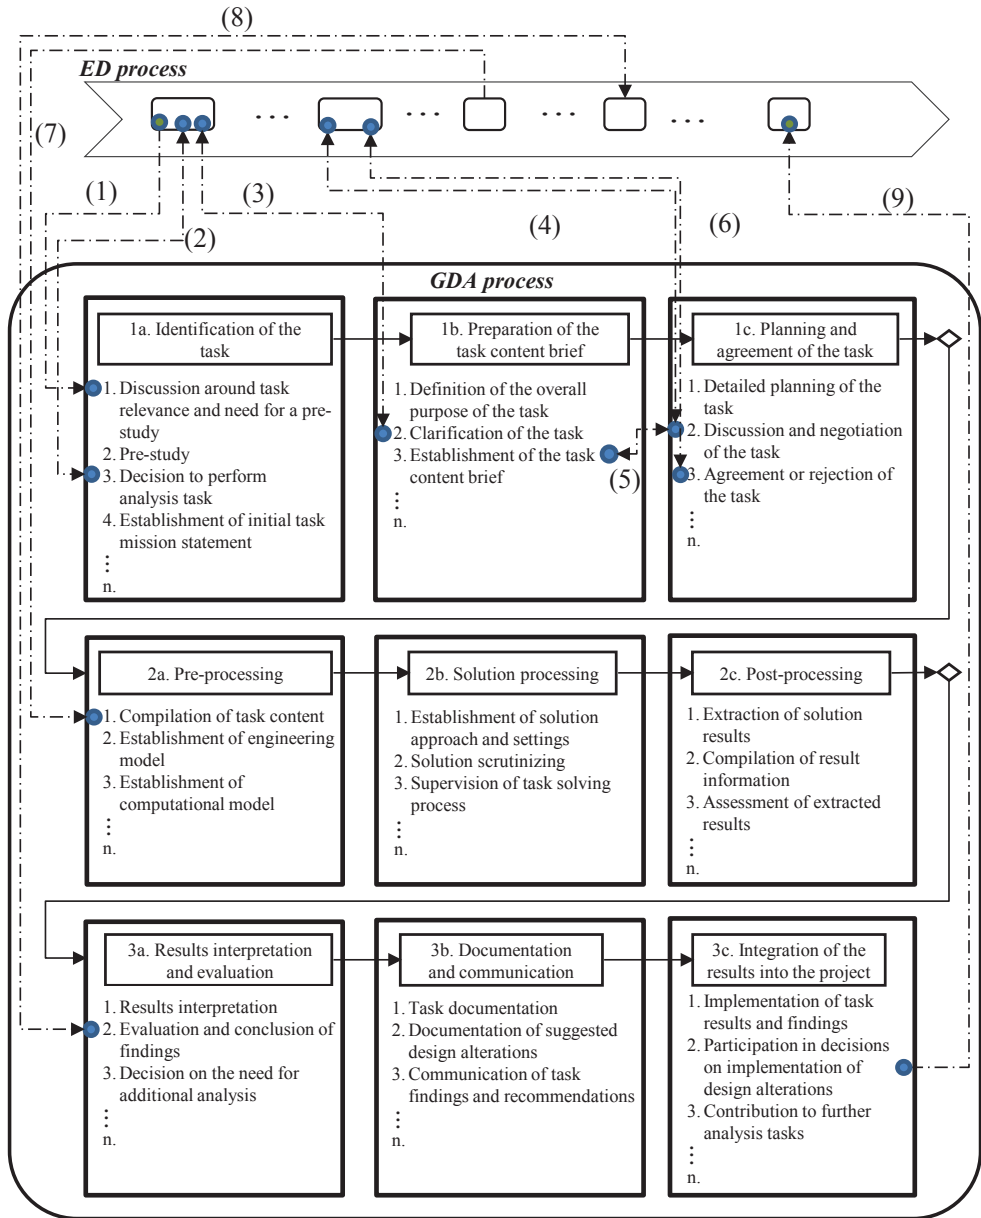 (8)
ED process
... ... ... ...
(7)
(1)
(3)
(9)
(2)
(4)
(6)
GDA process
1a. Identification of the
task
1. Discussion around task
relevance and need for a pre-
study
2. Pre-study
3. Decision to perform
analysis task
4. Establishment of initial task
mission statement
⋮
n.
1b. Preparation of the
task content brief
1. Definition of the overall
purpose of the task
2. Clarification of the task
3. Establishment of the task
content brief
⋮
n.
(5)
1c. Planning and
agreement of the task
1. Detailed planning of the
task
2. Discussion and negotiation
of the task
3. Agreement or rejection of
the task
⋮
n.
2a. Pre-processing
1. Compilation of task content
2. Establishment of engineering
model
3. Establishment of
computational model
⋮
n.
2b. Solution processing
1. Establishment of solution
approach and settings
2. Solution scrutinizing
3. Supervision of task solving
process
⋮
n.
2c. Post-processing
1. Extraction of solution
results
2. Compilation of result
information
3. Assessment of extracted
results
⋮
n.
3a. Results interpretation
and evaluation
1. Results interpretation
2. Evaluation and conclusion of
findings
3. Decision on the need for
additional analysis
⋮
n.
3b. Documentation
and communication
1. Task documentation
2. Documentation of suggested
design alterations
3. Communication of task
findings and recommendations
⋮
n.
3c. Integration of the
results into the project
1. Implementation of task
results and findings
2. Participation in decisions
on implementation of
design alterations
3. Contribution to further
analysis tasks
⋮
n.